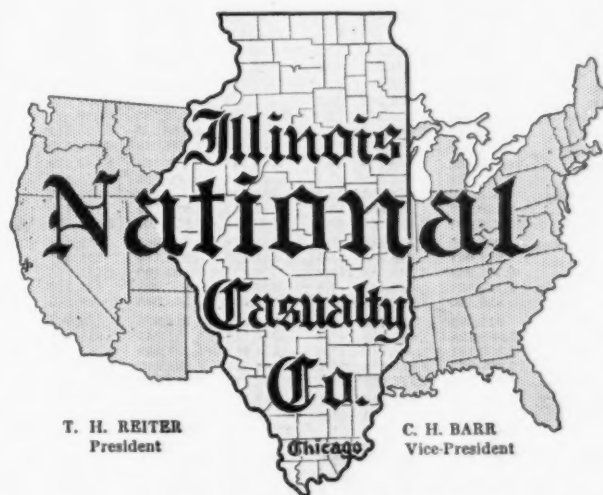 Illinois
National
Casualty
Co.
Chicago
T. H. REITER
President
C. H. BARR
Vice-President